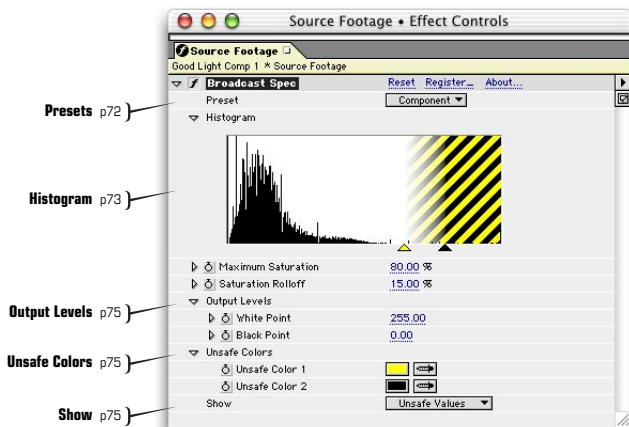 Source Footage • Effect Controls
Source Footage
Good Light Comp 1 * Source Footage
Broadcast Spec Reset Register... About...
Presets p72
Preset Component
Histogram
Histogram p73
Maximum Saturation 80.00 %
Saturation Rolloff 15.00 %
Output Levels
Output Levels p75
White Point 255.00
Black Point 0.00
Unsafe Colors
Unsafe Colors p75
Unsafe Color 1
Unsafe Color 2
Show Unsafe Values
Show p75